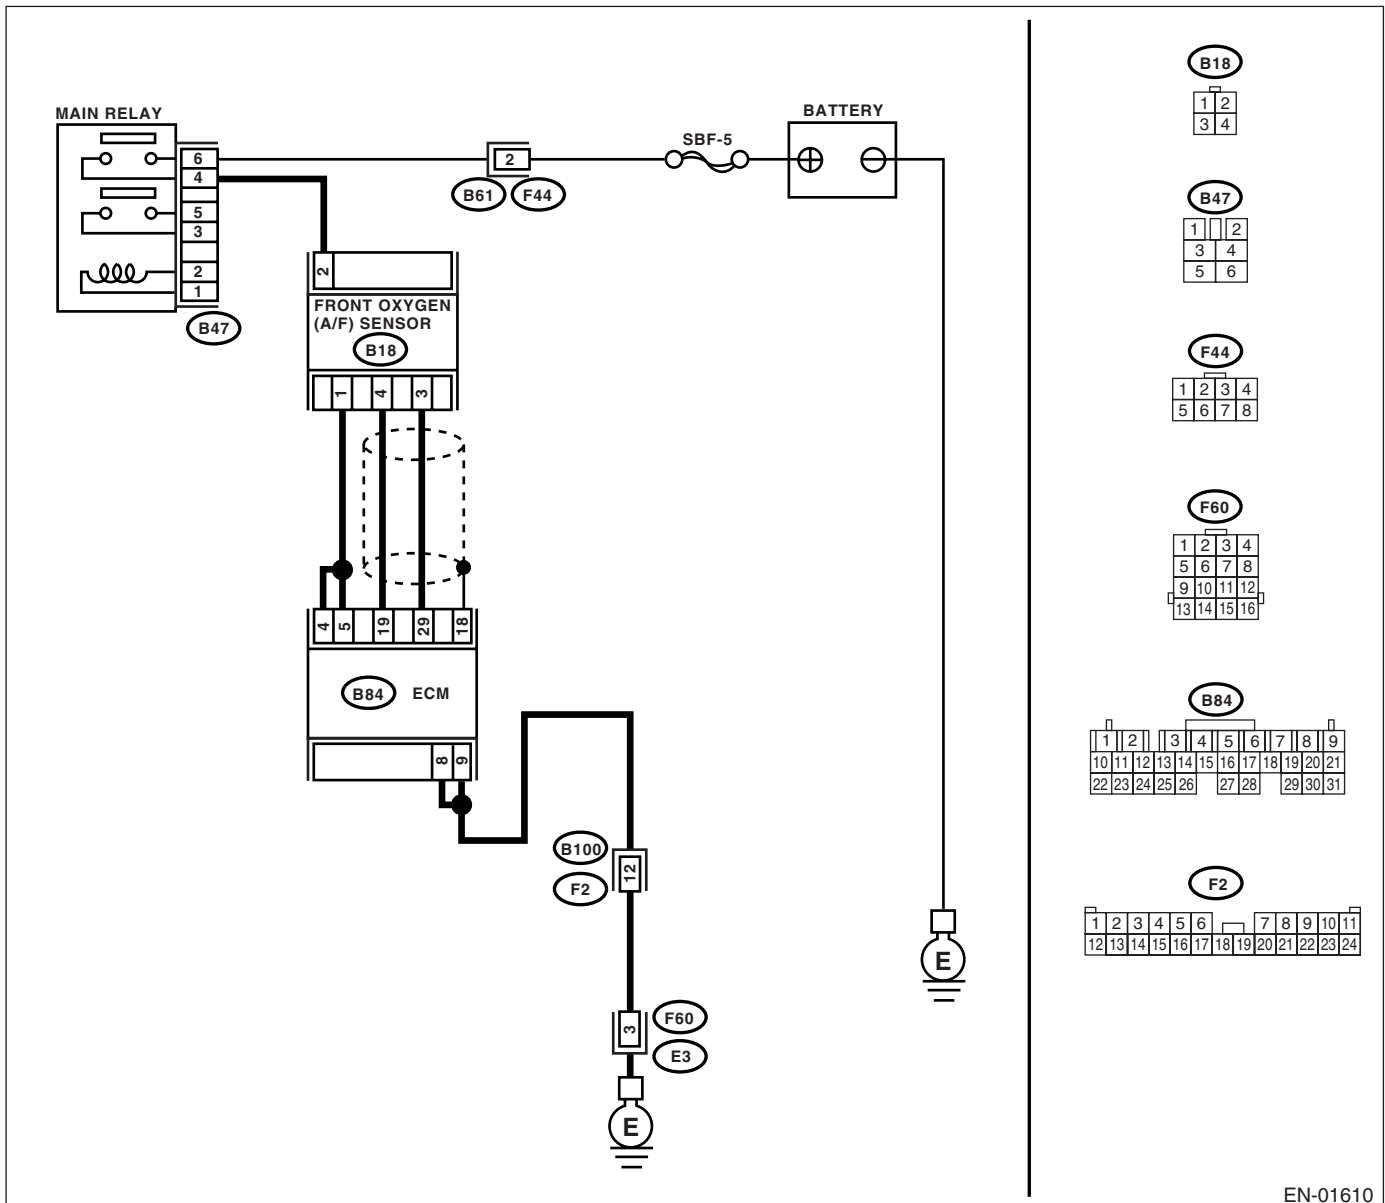 MAIN RELAY
6
4
5
3
2
1
B47
2
B61 F44
SBF-5
BATTERY
2
FRONT OXYGEN
(A/F) SENSOR
B18
1 4 3
4 5 19 29 18
B84 ECM
8 9
B100
F2
12
3
F60
E3
E
E
B18
1 2
3 4
B47
1 2
3 4
5 6
F44
1 2 3 4
5 6 7 8
F60
1 2 3 4
5 6 7 8
9 10 11 12
13 14 15 16
B84
1 2 3 4 5 6 7 8 9
10 11 12 13 14 15 16 17 18 19 20 21
22 23 24 25 26 27 28 29 30 31
F2
1 2 3 4 5 6 7 8 9 10 11
12 13 14 15 16 17 18 19 20 21 22 23 24
EN-01610